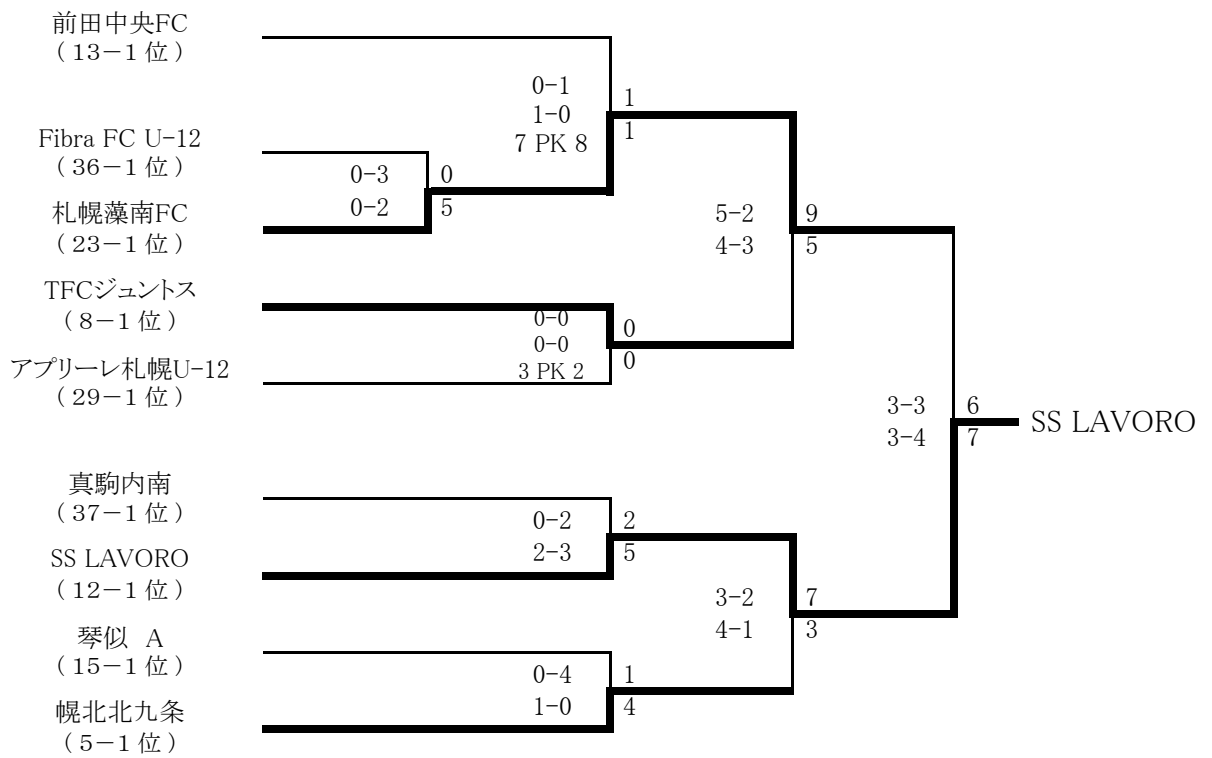 前田中央FC
（ 13－1 位 ）
0-1
1-0
7 PK 8
1
1
Fibra FC U-12
（ 36－1 位 ）
0-3
0-2
0
5
札幌藻南FC
（ 23－1 位 ）
5-2
4-3
9
5
TFCジュントス
（ 8－1 位 ）
0-0
0-0
3 PK 2
0
0
アプリーレ札幌U-12
（ 29－1 位 ）
3-3
3-4
6
7
SS LAVORO
真駒内南
（ 37－1 位 ）
0-2
2-3
2
5
SS LAVORO
（ 12－1 位 ）
3-2
4-1
7
3
琴似　A
（ 15－1 位 ）
0-4
1-0
1
4
幌北北九条
（ 5－1 位 ）